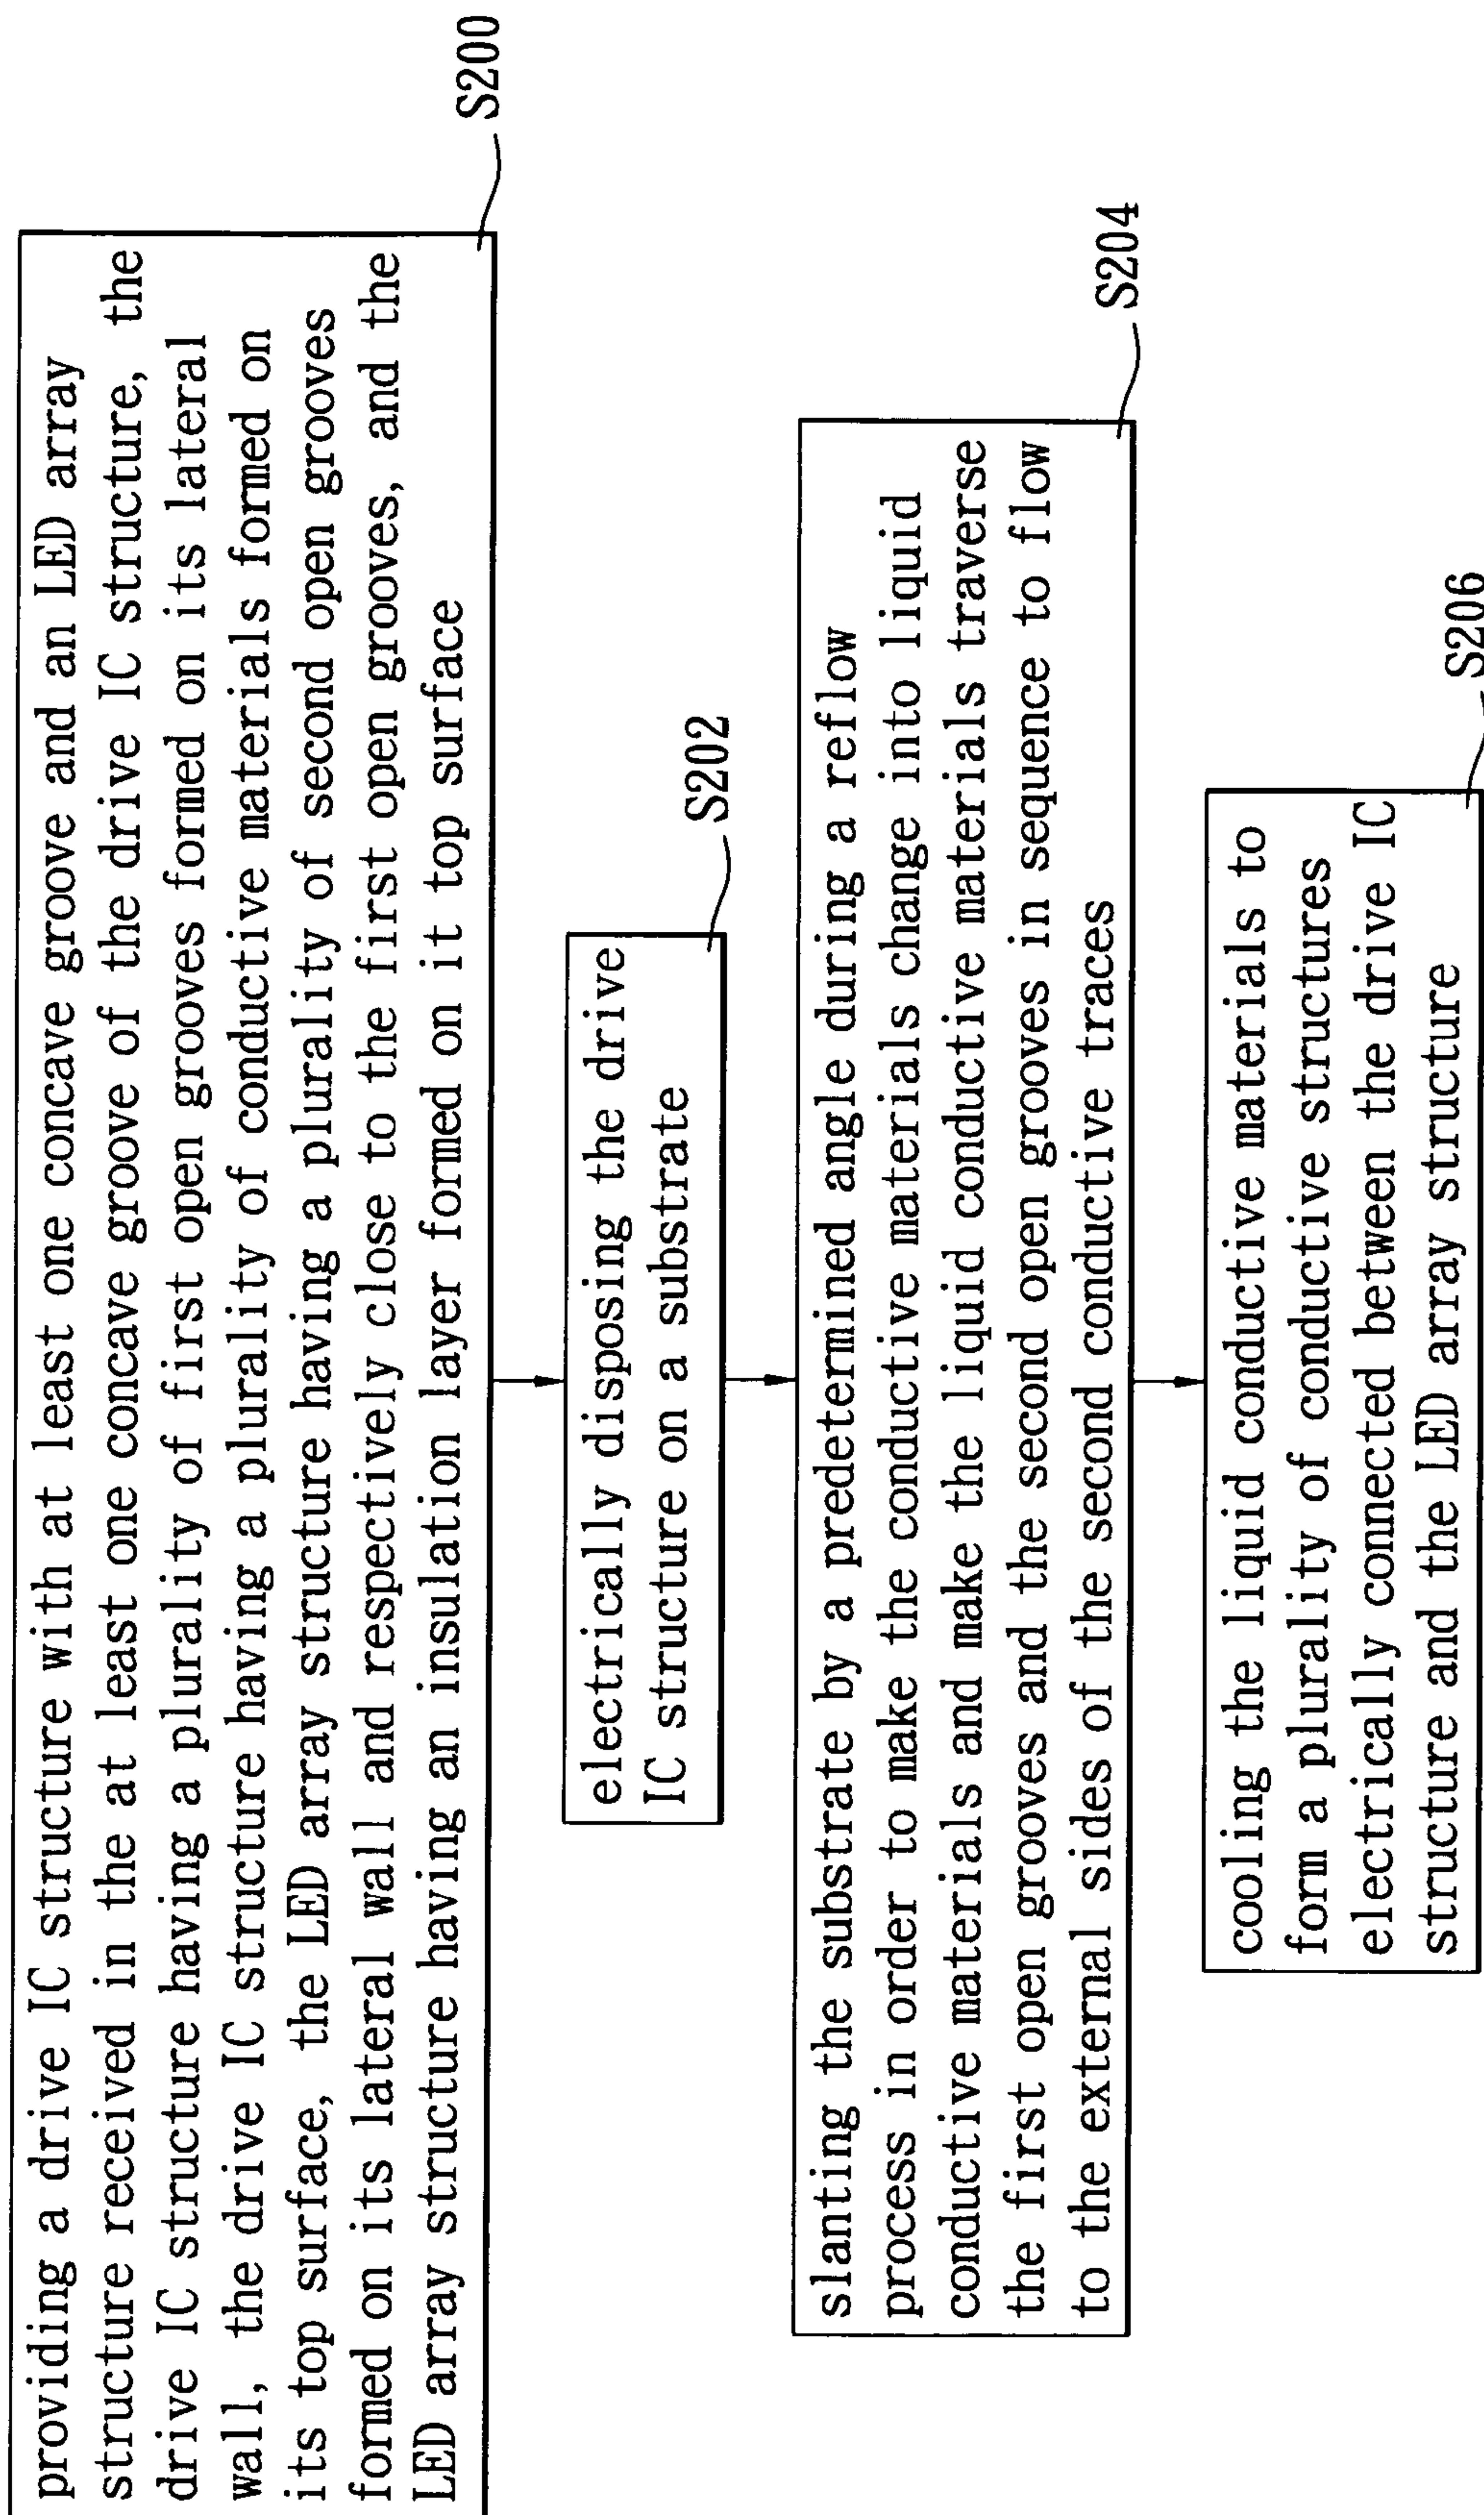 providing a drive IC structure with at least one concave groove and an LED array
structure received in the at least one concave groove of the drive IC structure, the
drive IC structure having a plurality of first open grooves formed on its lateral
wall, the drive IC structure having a plurality of conductive materials formed on
its top surface, the LED array structure having a plurality of second open grooves
formed on its lateral wall and respectively close to the first open grooves, and the
LED array structure having an insulation layer formed on it top surface
S200
electrically disposing the drive
IC structure on a substrate
S202
slanting the substrate by a predetermined angle during a reflow
process in order to make the conductive materials change into liquid
conductive materials and make the liquid conductive materials traverse
the first open grooves and the second open grooves in sequence to flow
to the external sides of the second conductive traces
S204
cooling the liquid conductive materials to
form a plurality of conductive structures
electrically connected between the drive IC
structure and the LED array structure
S206